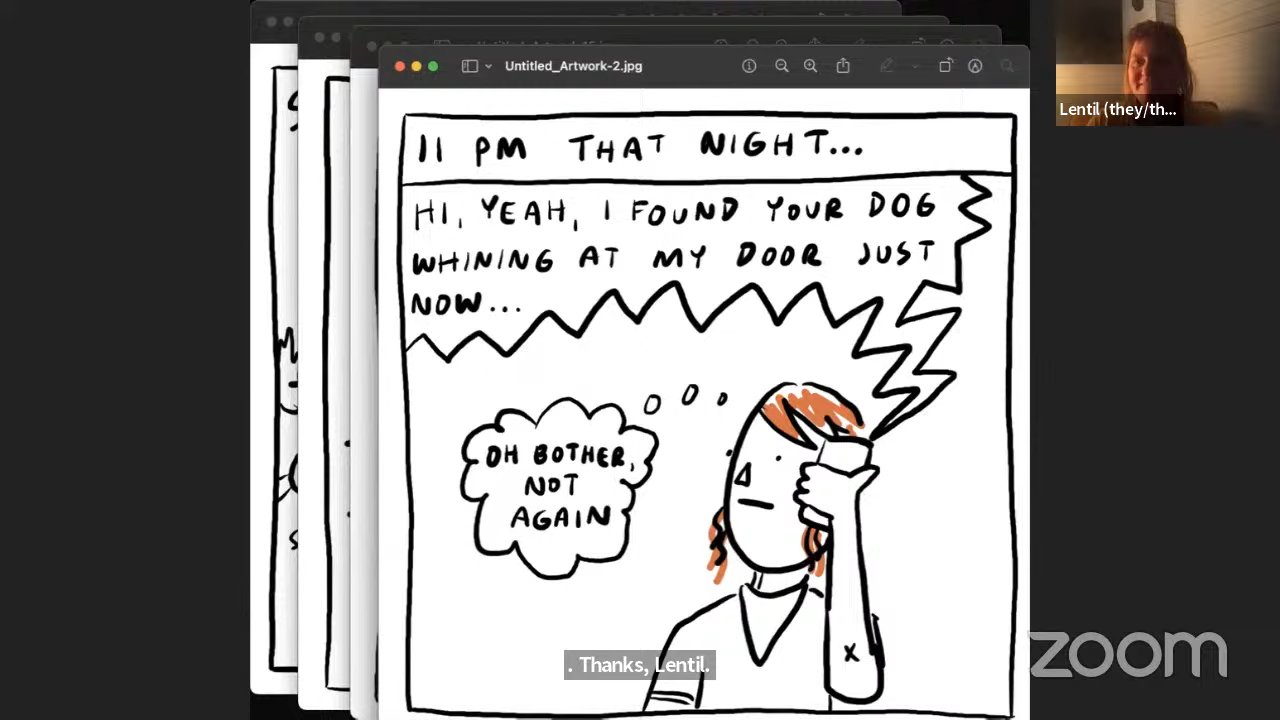 Untitled_Artwork-2.jpg
Lentil (they/th...
11 PM THAT NIGHT...
HI, YEAH, I FOUND YOUR DOG
WHINING AT MY DOOR JUST
NOW...
OH BOTHER,
NOT
AGAIN
. Thanks, Lentil.
zoom